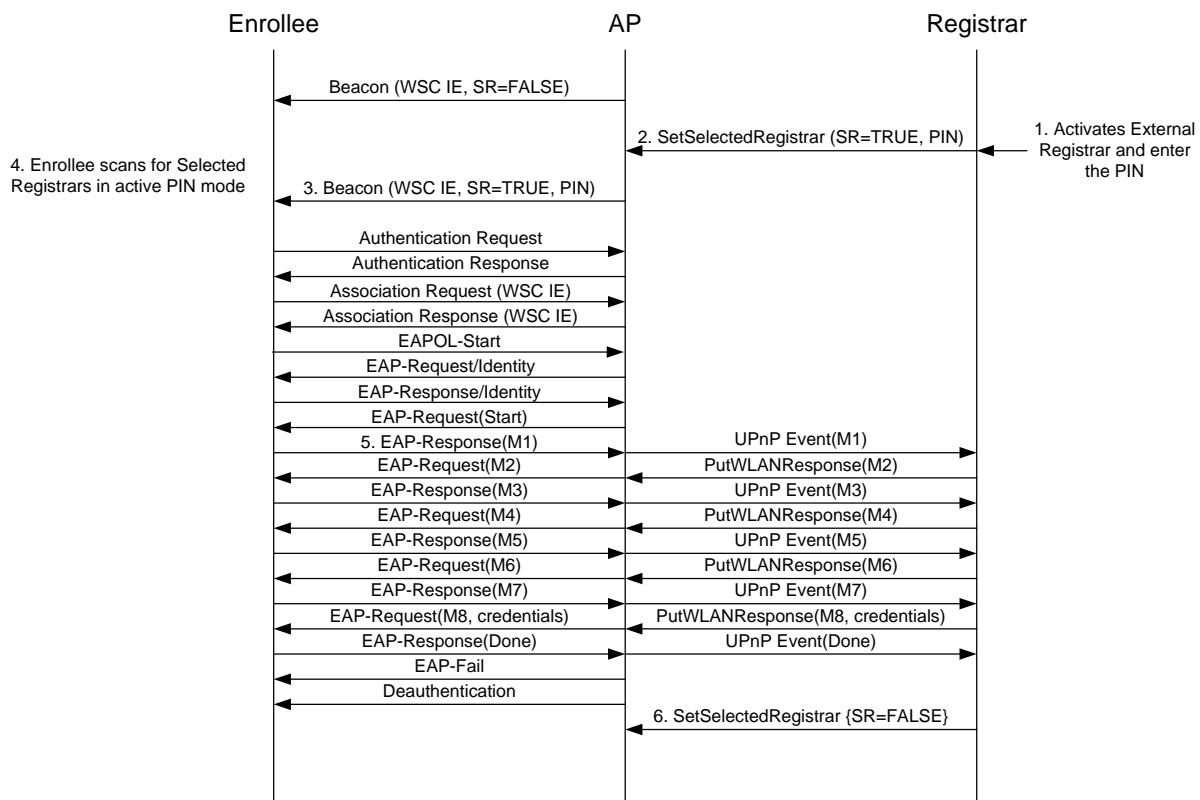 Enrollee
AP
Registrar
Beacon (WSC IE, SR=FALSE)
2. SetSelectedRegistrar (SR=TRUE, PIN)
1. Activates External
Registrar and enter
the PIN
4. Enrollee scans for Selected
Registrars in active PIN mode
3. Beacon (WSC IE, SR=TRUE, PIN)
Authentication Request
Authentication Response
Association Request (WSC IE)
Association Response (WSC IE)
EAPOL-Start
EAP-Request/Identity
EAP-Response/Identity
EAP-Request(Start)
5. EAP-Response(M1)
UPnP Event(M1)
EAP-Request(M2)
PutWLANResponse(M2)
EAP-Response(M3)
UPnP Event(M3)
EAP-Request(M4)
PutWLANResponse(M4)
EAP-Response(M5)
UPnP Event(M5)
EAP-Request(M6)
PutWLANResponse(M6)
EAP-Response(M7)
UPnP Event(M7)
EAP-Request(M8, credentials)
PutWLANResponse(M8, credentials)
EAP-Response(Done)
UPnP Event(Done)
EAP-Fail
Deauthentication
6. SetSelectedRegistrar {SR=FALSE}